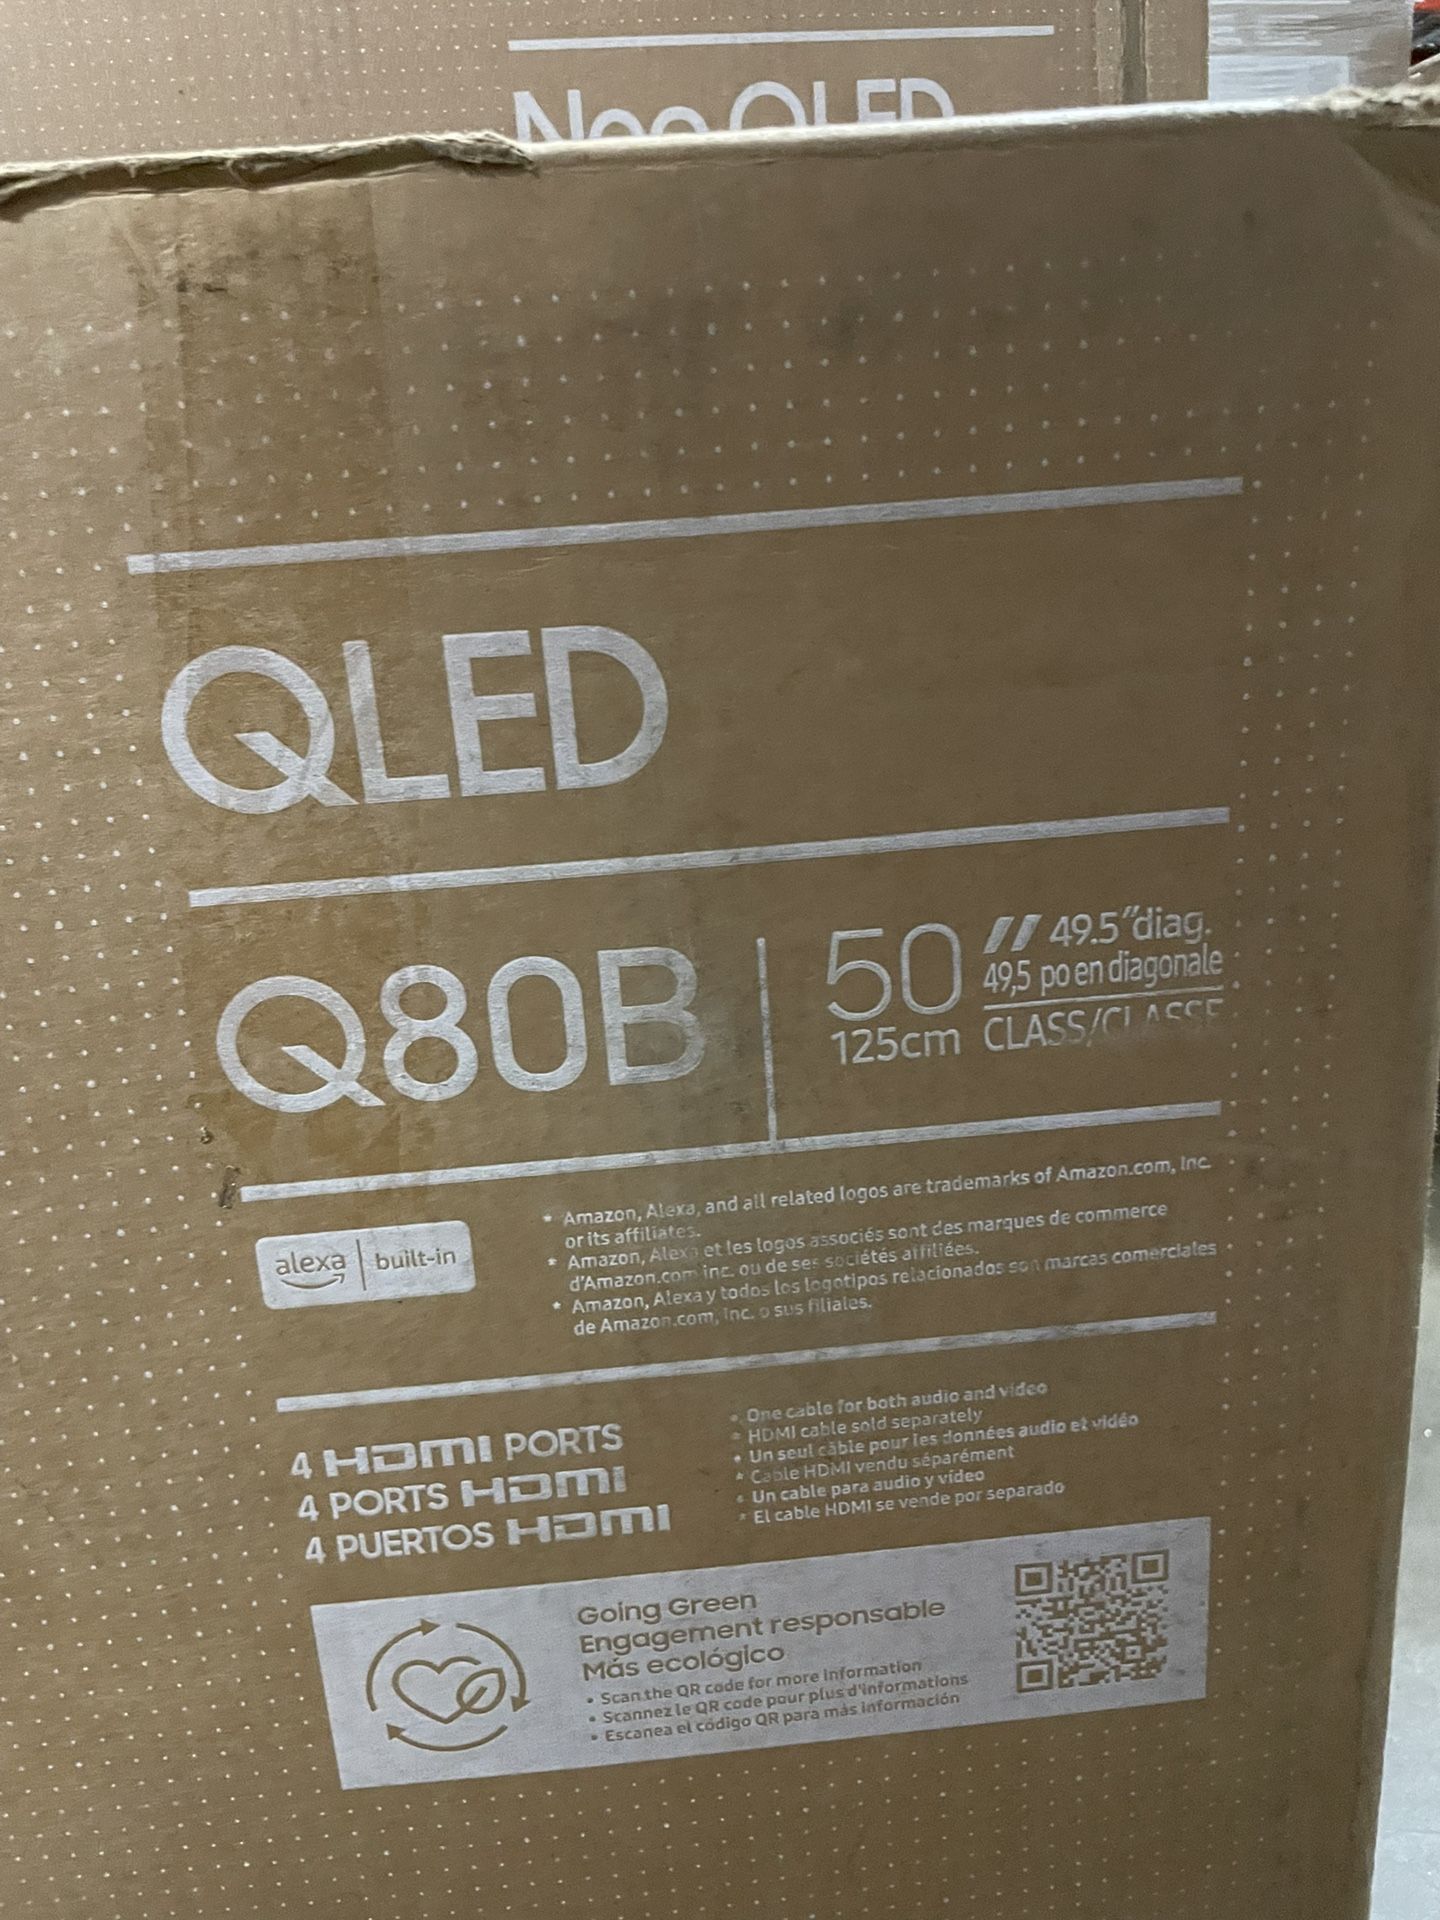 Neo QLED
QLED
Q80B
50" 49.5"diag.
49,5 po en diagonale
125cm CLASS/CLASSE
alexa | built-in
* Amazon, Alexa, and all related logos are trademarks of Amazon.com, Inc.
or its affiliates.
* Amazon, Alexa et les logos associés sont des marques de commerce
d'Amazon.com inc. ou de ses sociétés affiliées.
* Amazon, Alexa y todos los logotipos relacionados son marcas comerciales
de Amazon.com, Inc. o sus filiales.
4 HDMI PORTS
4 PORTS HDMI
4 PUERTOS HDMI
• One cable for both audio and video
* HDMI cable sold separately
• Un seul câble pour les données audio et vidéo
* Cable HDMI vendu séparément
• Un cable para audio y vídeo
* El cable HDMI se vende por separado
Going Green
Engagement responsable
Más ecológico
• Scan the QR code for more information
• Scannez le QR code pour plus d'informations
• Escanea el código QR para más información